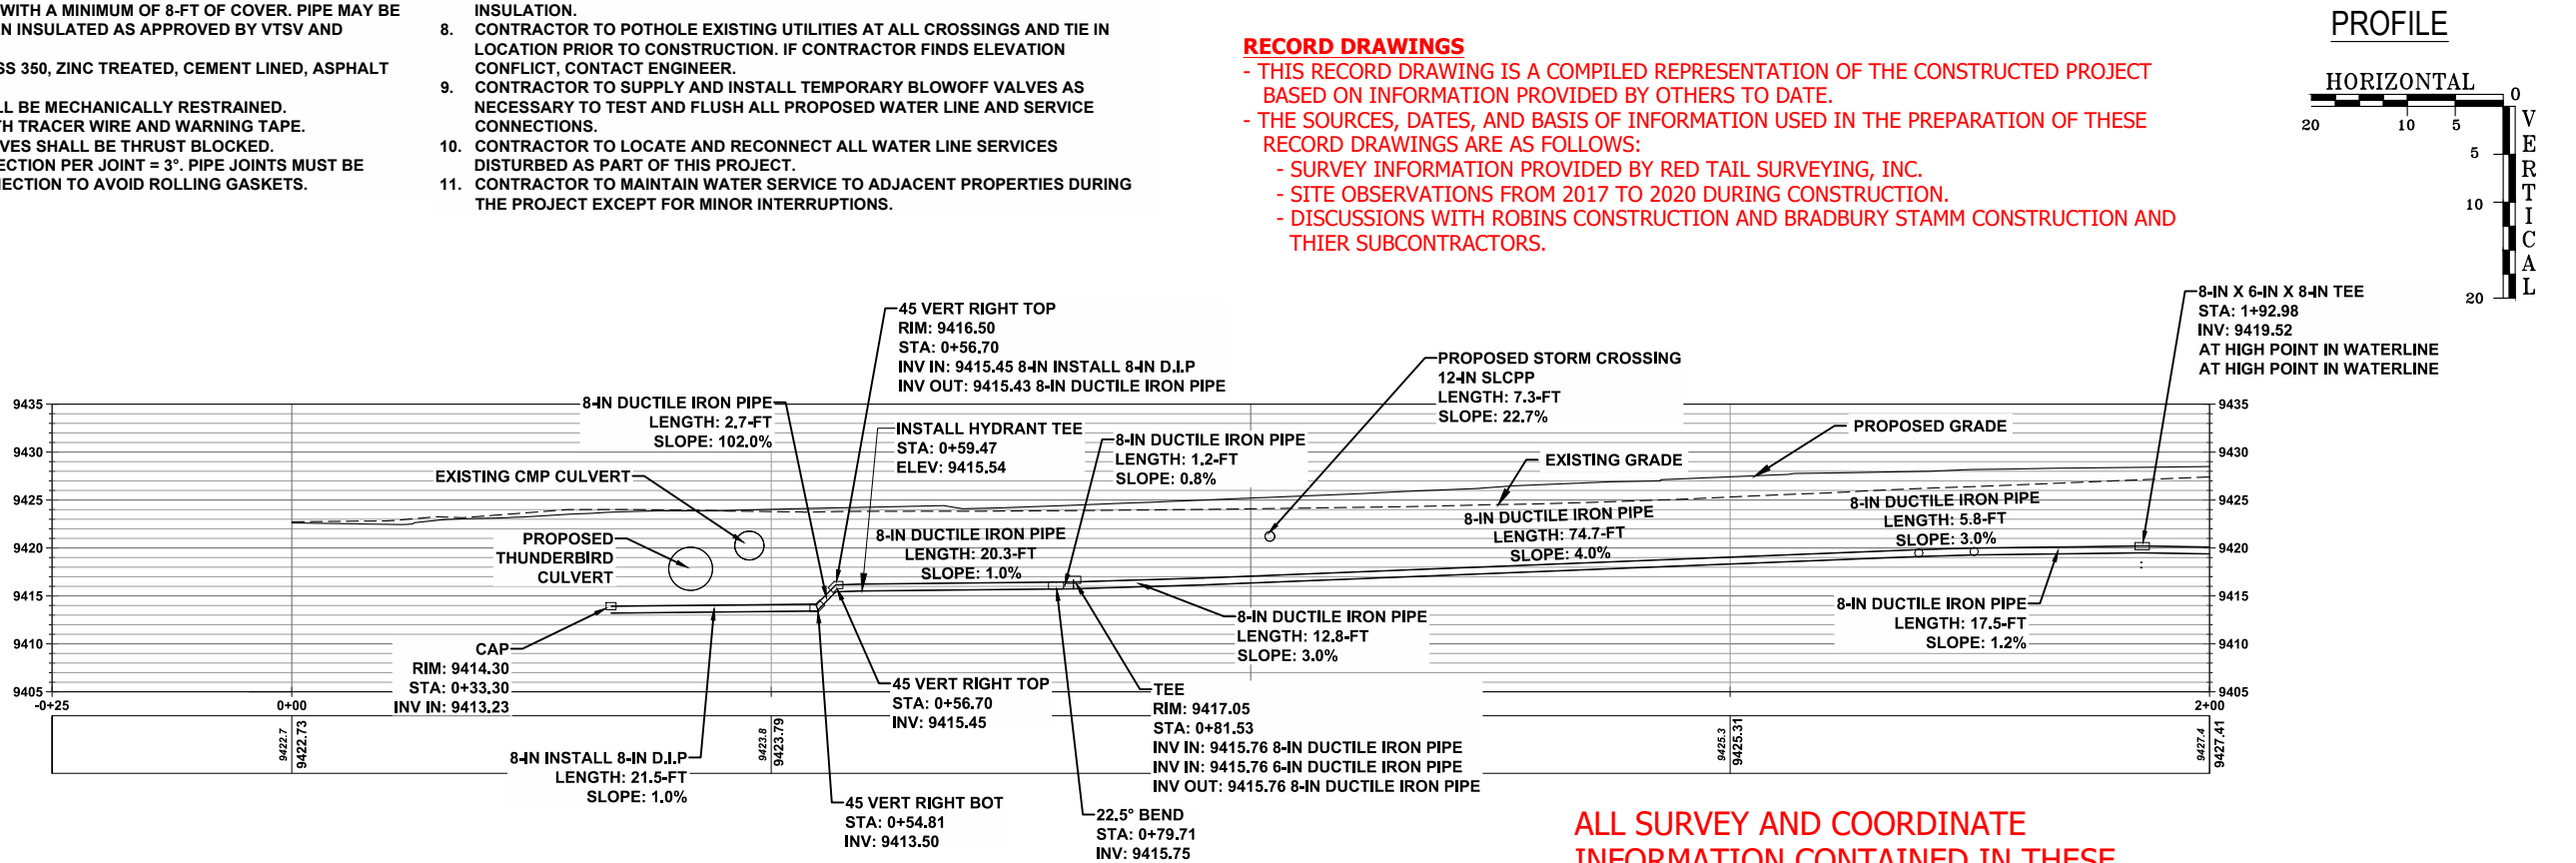 WITH A MINIMUM OF 8-FT OF COVER. PIPE MAY BE
N INSULATED AS APPROVED BY VTSV AND
SS 350, ZINC TREATED, CEMENT LINED, ASPHALT
LL BE MECHANICALLY RESTRAINED.
TH TRACER WIRE AND WARNING TAPE.
VES SHALL BE THRUST BLOCKED.
ECTION PER JOINT = 3°. PIPE JOINTS MUST BE
NECTION TO AVOID ROLLING GASKETS.
INSULATION.
8. CONTRACTOR TO POTHOLE EXISTING UTILITIES AT ALL CROSSINGS AND TIE IN
LOCATION PRIOR TO CONSTRUCTION. IF CONTRACTOR FINDS ELEVATION
CONFLICT, CONTACT ENGINEER.
9. CONTRACTOR TO SUPPLY AND INSTALL TEMPORARY BLOWOFF VALVES AS
NECESSARY TO TEST AND FLUSH ALL PROPOSED WATER LINE AND SERVICE
CONNECTIONS.
10. CONTRACTOR TO LOCATE AND RECONNECT ALL WATER LINE SERVICES
DISTURBED AS PART OF THIS PROJECT.
11. CONTRACTOR TO MAINTAIN WATER SERVICE TO ADJACENT PROPERTIES DURING
THE PROJECT EXCEPT FOR MINOR INTERRUPTIONS.
RECORD DRAWINGS
- THIS RECORD DRAWING IS A COMPILED REPRESENTATION OF THE CONSTRUCTED PROJECT
BASED ON INFORMATION PROVIDED BY OTHERS TO DATE.
- THE SOURCES, DATES, AND BASIS OF INFORMATION USED IN THE PREPARATION OF THESE
RECORD DRAWINGS ARE AS FOLLOWS:
- SURVEY INFORMATION PROVIDED BY RED TAIL SURVEYING, INC.
- SITE OBSERVATIONS FROM 2017 TO 2020 DURING CONSTRUCTION.
- DISCUSSIONS WITH ROBINS CONSTRUCTION AND BRADBURY STAMM CONSTRUCTION AND
THIER SUBCONTRACTORS.
PROFILE
HORIZONTAL
20 10 5 0
VERTICAL
5
10
20
45 VERT RIGHT TOP
RIM: 9416.50
STA: 0+56.70
INV IN: 9415.45 8-IN INSTALL 8-IN D.I.P
INV OUT: 9415.43 8-IN DUCTILE IRON PIPE
8-IN X 6-IN X 8-IN TEE
STA: 1+92.98
INV: 9419.52
AT HIGH POINT IN WATERLINE
AT HIGH POINT IN WATERLINE
PROPOSED STORM CROSSING
12-IN SLCPP
LENGTH: 7.3-FT
SLOPE: 22.7%
8-IN DUCTILE IRON PIPE
LENGTH: 2.7-FT
SLOPE: 102.0%
INSTALL HYDRANT TEE
STA: 0+59.47
ELEV: 9415.54
8-IN DUCTILE IRON PIPE
LENGTH: 1.2-FT
SLOPE: 0.8%
PROPOSED GRADE
EXISTING GRADE
EXISTING CMP CULVERT
PROPOSED
THUNDERBIRD
CULVERT
8-IN DUCTILE IRON PIPE
LENGTH: 20.3-FT
SLOPE: 1.0%
8-IN DUCTILE IRON PIPE
LENGTH: 74.7-FT
SLOPE: 4.0%
8-IN DUCTILE IRON PIPE
LENGTH: 5.8-FT
SLOPE: 3.0%
9435
9430
9425
9420
9415
9410
9405
9435
9430
9425
9420
9415
9410
9405
CAP
RIM: 9414.30
STA: 0+33.30
INV IN: 9413.23
8-IN DUCTILE IRON PIPE
LENGTH: 12.8-FT
SLOPE: 3.0%
8-IN DUCTILE IRON PIPE
LENGTH: 17.5-FT
SLOPE: 1.2%
45 VERT RIGHT TOP
STA: 0+56.70
INV: 9415.45
TEE
RIM: 9417.05
STA: 0+81.53
INV IN: 9415.76 8-IN DUCTILE IRON PIPE
INV IN: 9415.76 6-IN DUCTILE IRON PIPE
INV OUT: 9415.76 8-IN DUCTILE IRON PIPE
-0+25 0+00 2+00
9422.7
9422.73
9423.8
9423.79
9425.3
9425.31
9427.4
9427.41
8-IN INSTALL 8-IN D.I.P
LENGTH: 21.5-FT
SLOPE: 1.0%
45 VERT RIGHT BOT
STA: 0+54.81
INV: 9413.50
22.5° BEND
STA: 0+79.71
INV: 9415.75
ALL SURVEY AND COORDINATE
INFORMATION CONTAINED IN THESE